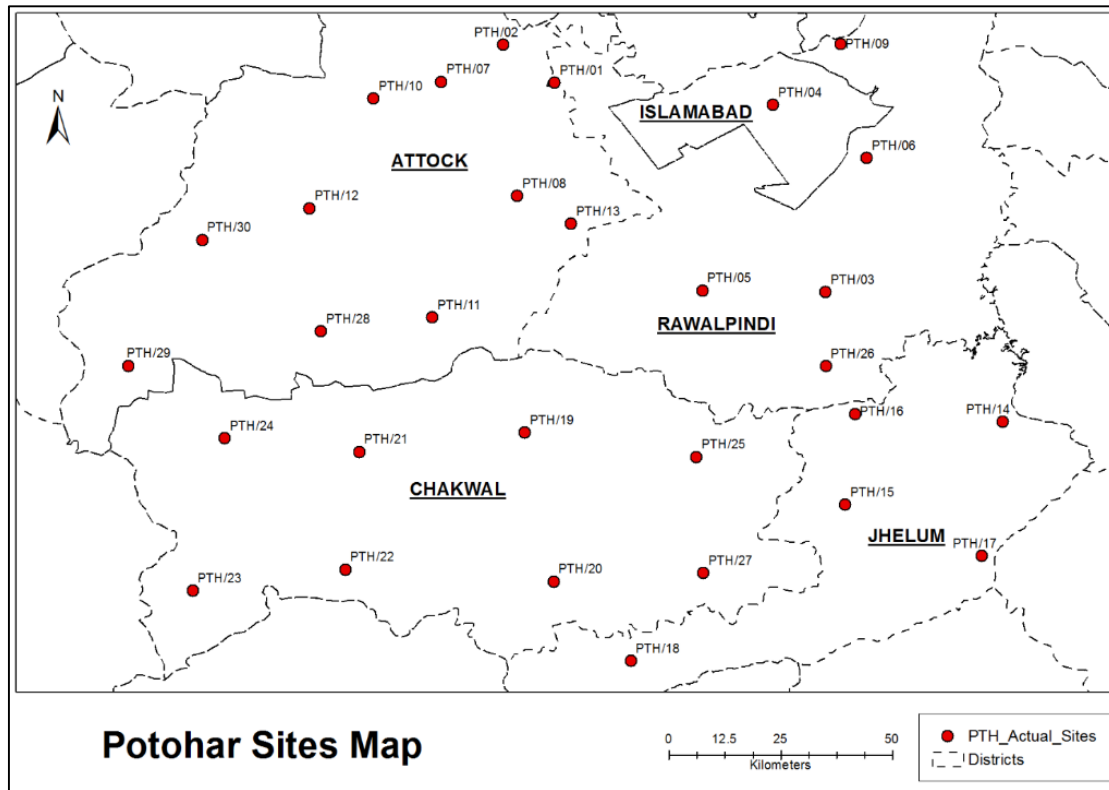 PTH/02
PTH/09
PTH/07
PTH/01
PTH/10
PTH/04
N
ISLAMABAD
PTH/06
ATTOCK
PTH/08
PTH/12
PTH/13
PTH/30
PTH/05
PTH/03
PTH/11
PTH/28
RAWALPINDI
PTH/29
PTH/26
PTH/16
PTH/14
PTH/24
PTH/19
PTH/21
PTH/25
CHAKWAL
PTH/15
JHELUM
PTH/17
PTH/22
PTH/27
PTH/20
PTH/23
PTH/18
Potohar Sites Map
0 12.5 25 50
Kilometers
PTH_Actual_Sites
Districts